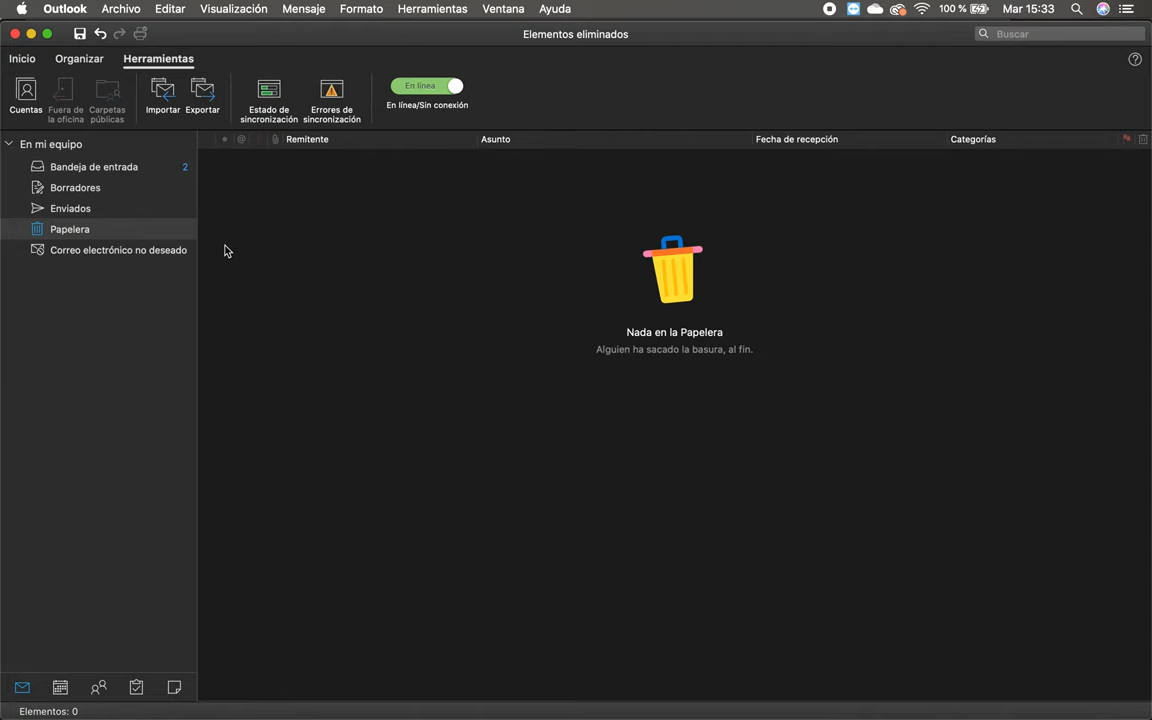 Outlook Archivo Editar Visualización Mensaje Formato Herramientas Ventana Ayuda 100 % Mar 15:33
Elementos eliminados
Buscar
Inicio Organizar Herramientas
Cuentas
Fuera de
la oficina
Carpetas
públicas
Importar
Exportar
Estado de
sincronización
Errores de
sincronización
En línea
En línea/Sin conexión
En mi equipo
Bandeja de entrada 2
Borradores
Enviados
Papelera
Correo electrónico no deseado
@ Remitente Asunto Fecha de recepción Categorías
Nada en la Papelera
Alguien ha sacado la basura, al fin.
Elementos: 0